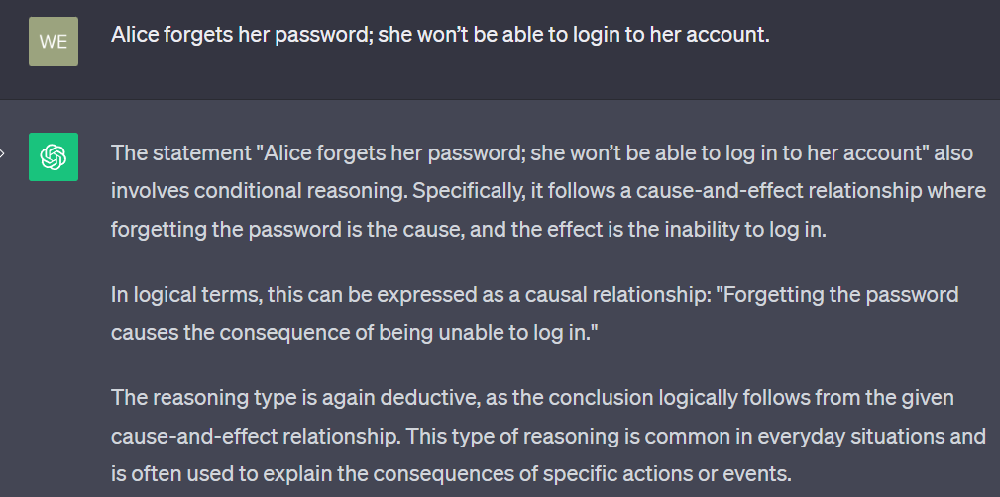 WE
Alice forgets her password; she won’t be able to login to her account.
The statement "Alice forgets her password; she won’t be able to log in to her account" also
involves conditional reasoning. Specifically, it follows a cause-and-effect relationship where
forgetting the password is the cause, and the effect is the inability to log in.
In logical terms, this can be expressed as a causal relationship: "Forgetting the password
causes the consequence of being unable to log in."
The reasoning type is again deductive, as the conclusion logically follows from the given
cause-and-effect relationship. This type of reasoning is common in everyday situations and
is often used to explain the consequences of specific actions or events.